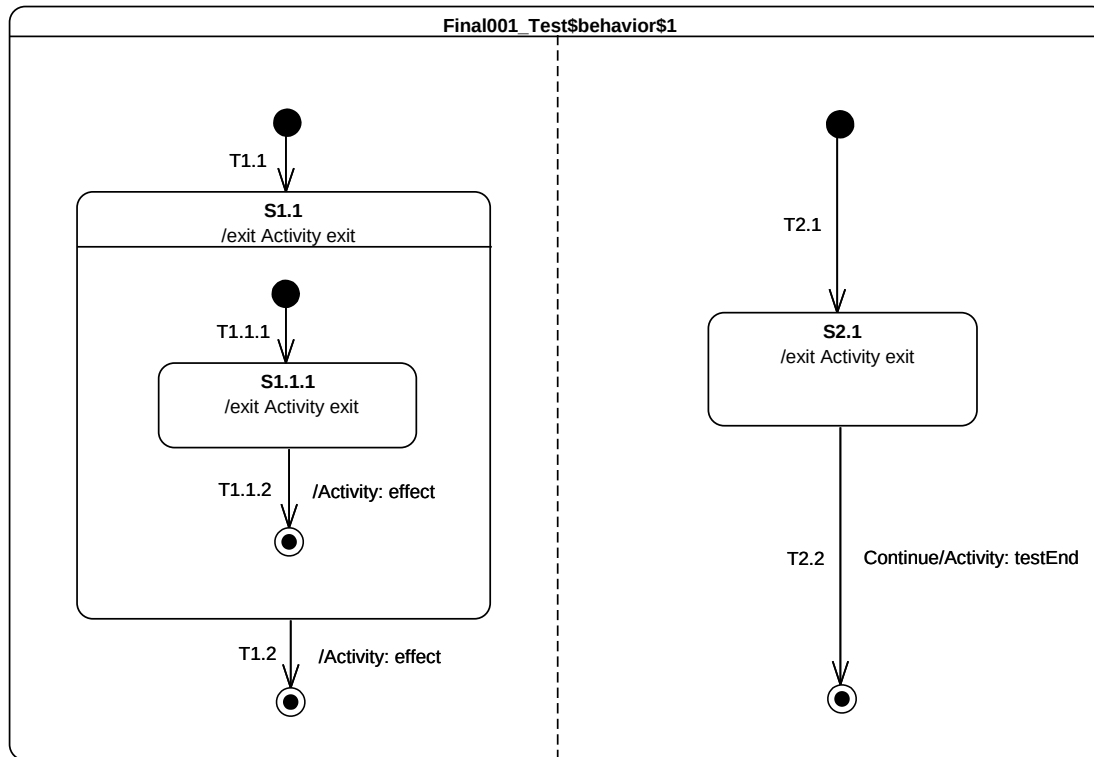 Final001_Test$behavior$1
T1.1
S1.1
/exit Activity exit
T1.1.1
S1.1.1
/exit Activity exit
T1.1.2 /Activity: effect
T1.2 /Activity: effect
T2.1
S2.1
/exit Activity exit
T2.2 Continue/Activity: testEnd